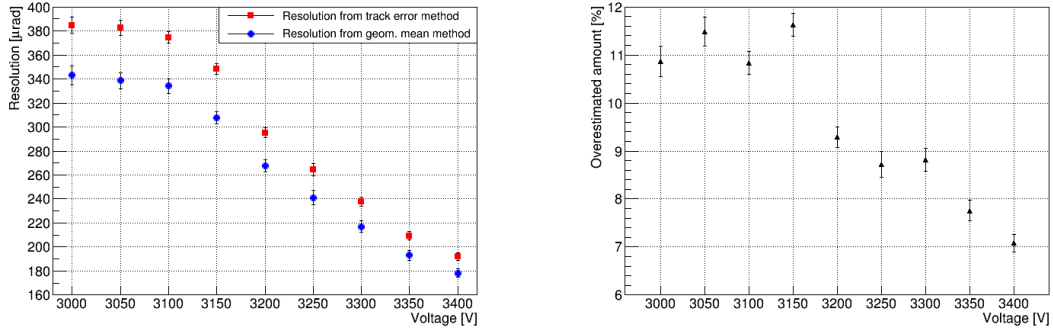 400
380
360
340
320
300
280
260
240
220
200
180
160
Resolution [μrad]
Resolution from track error method
Resolution from geom. mean method
3000 3050 3100 3150 3200 3250 3300 3350 3400
Voltage [V]
12
11
10
9
8
7
6
Overestimated amount [%]
3000 3050 3100 3150 3200 3250 3300 3350 3400
Voltage [V]